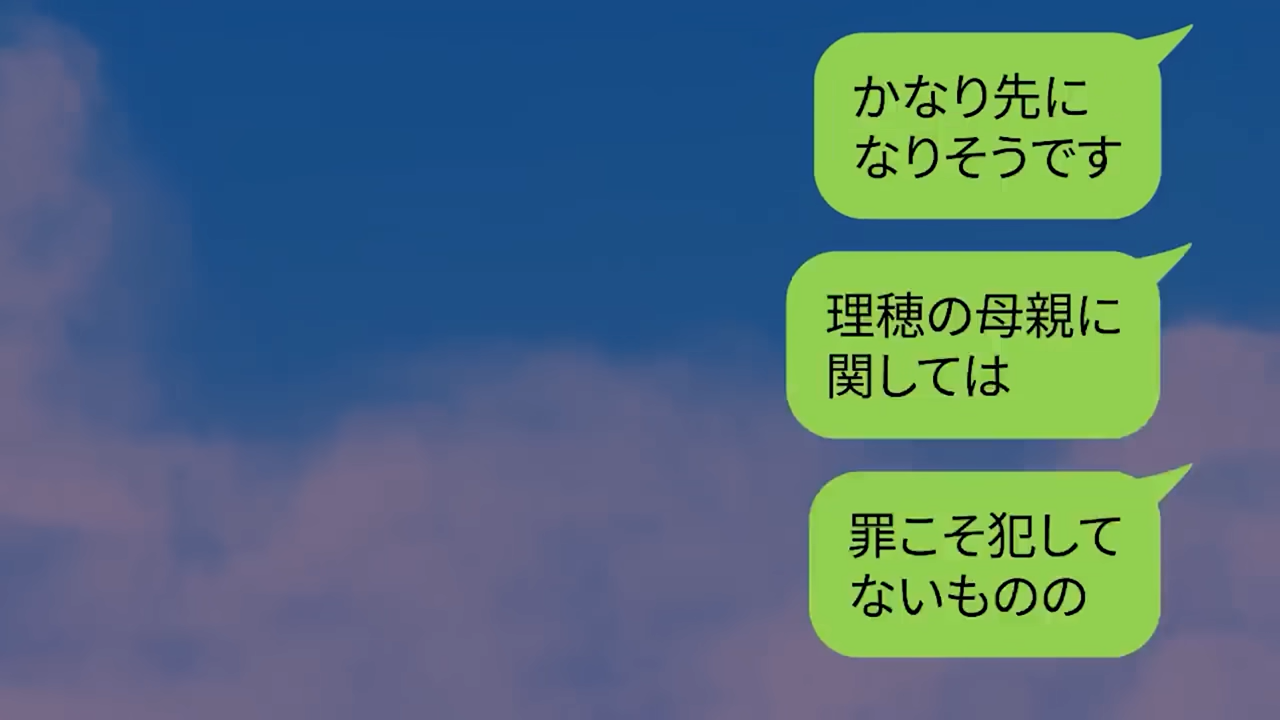 かなり先に
なりそうです
理穂の母親に
関しては
罪こそ犯して
ないものの